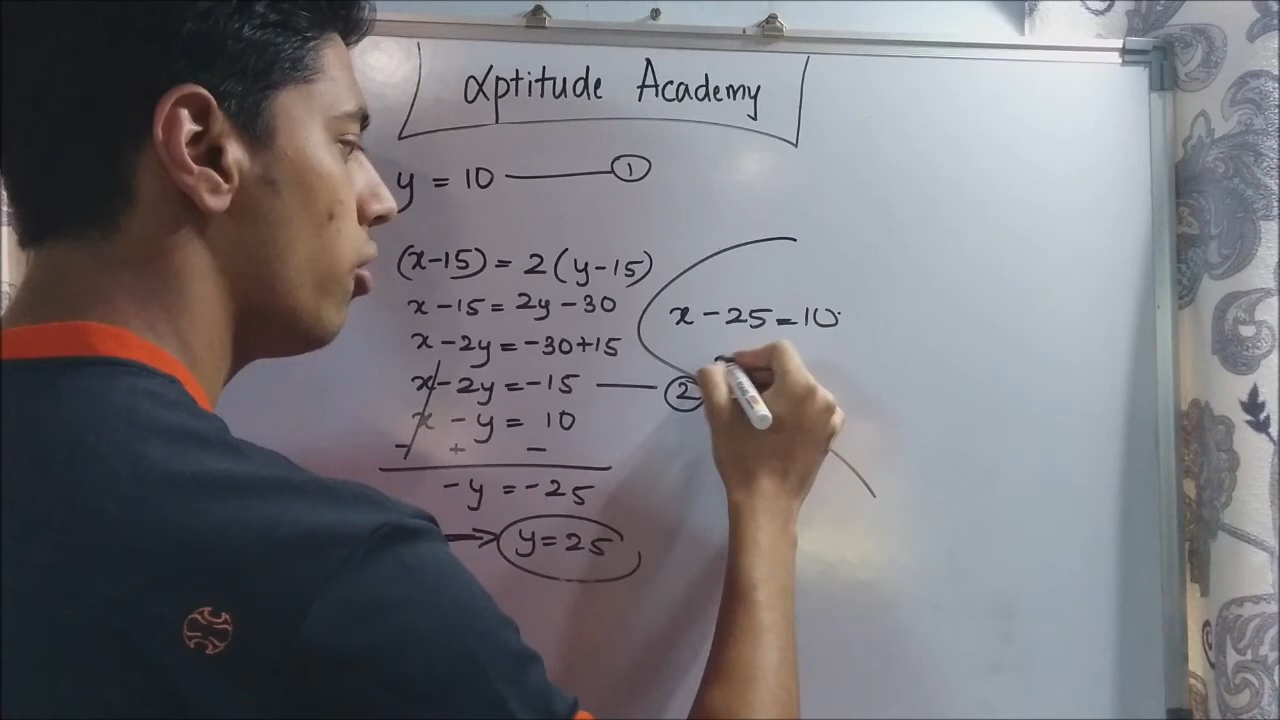 αptitude Academy
y = 10 ——— ①
(x-15) = 2(y-15)
x - 15 = 2y - 30
x - 2y = -30+15
x - 2y = -15 —— ②
x - y = 10
- + -
-y = -25
→ y = 25
x - 25 = 10